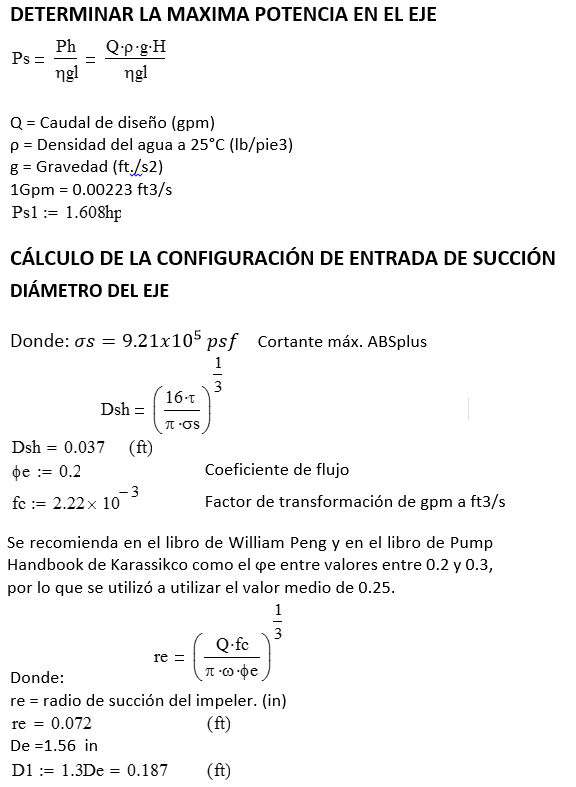 DETERMINAR LA MAXIMA POTENCIA EN EL EJE
Ps = Ph/ηgl = Q·ρ·g·H/ηgl
Q = Caudal de diseño (gpm)
ρ = Densidad del agua a 25°C (lb/pie3)
g = Gravedad (ft./s2)
1Gpm = 0.00223 ft3/s
Ps1 := 1.608hp
CÁLCULO DE LA CONFIGURACIÓN DE ENTRADA DE SUCCIÓN
DIÁMETRO DEL EJE
Donde: σs = 9.21x10⁵ psf Cortante máx. ABSplus
Dsh = (16·τ/π·σs)^(1/3)
Dsh = 0.037 (ft)
ϕe := 0.2 Coeficiente de flujo
fc := 2.22× 10⁻³ Factor de transformación de gpm a ft3/s
Se recomienda en el libro de William Peng y en el libro de Pump
Handbook de Karassikco como el φe entre valores entre 0.2 y 0.3,
por lo que se utilizó a utilizar el valor medio de 0.25.
re = (Q·fc/π·ω·ϕe)^(1/3)
Donde:
re = radio de succión del impeler. (in)
re = 0.072 (ft)
De =1.56 in
D1 := 1.3De = 0.187 (ft)